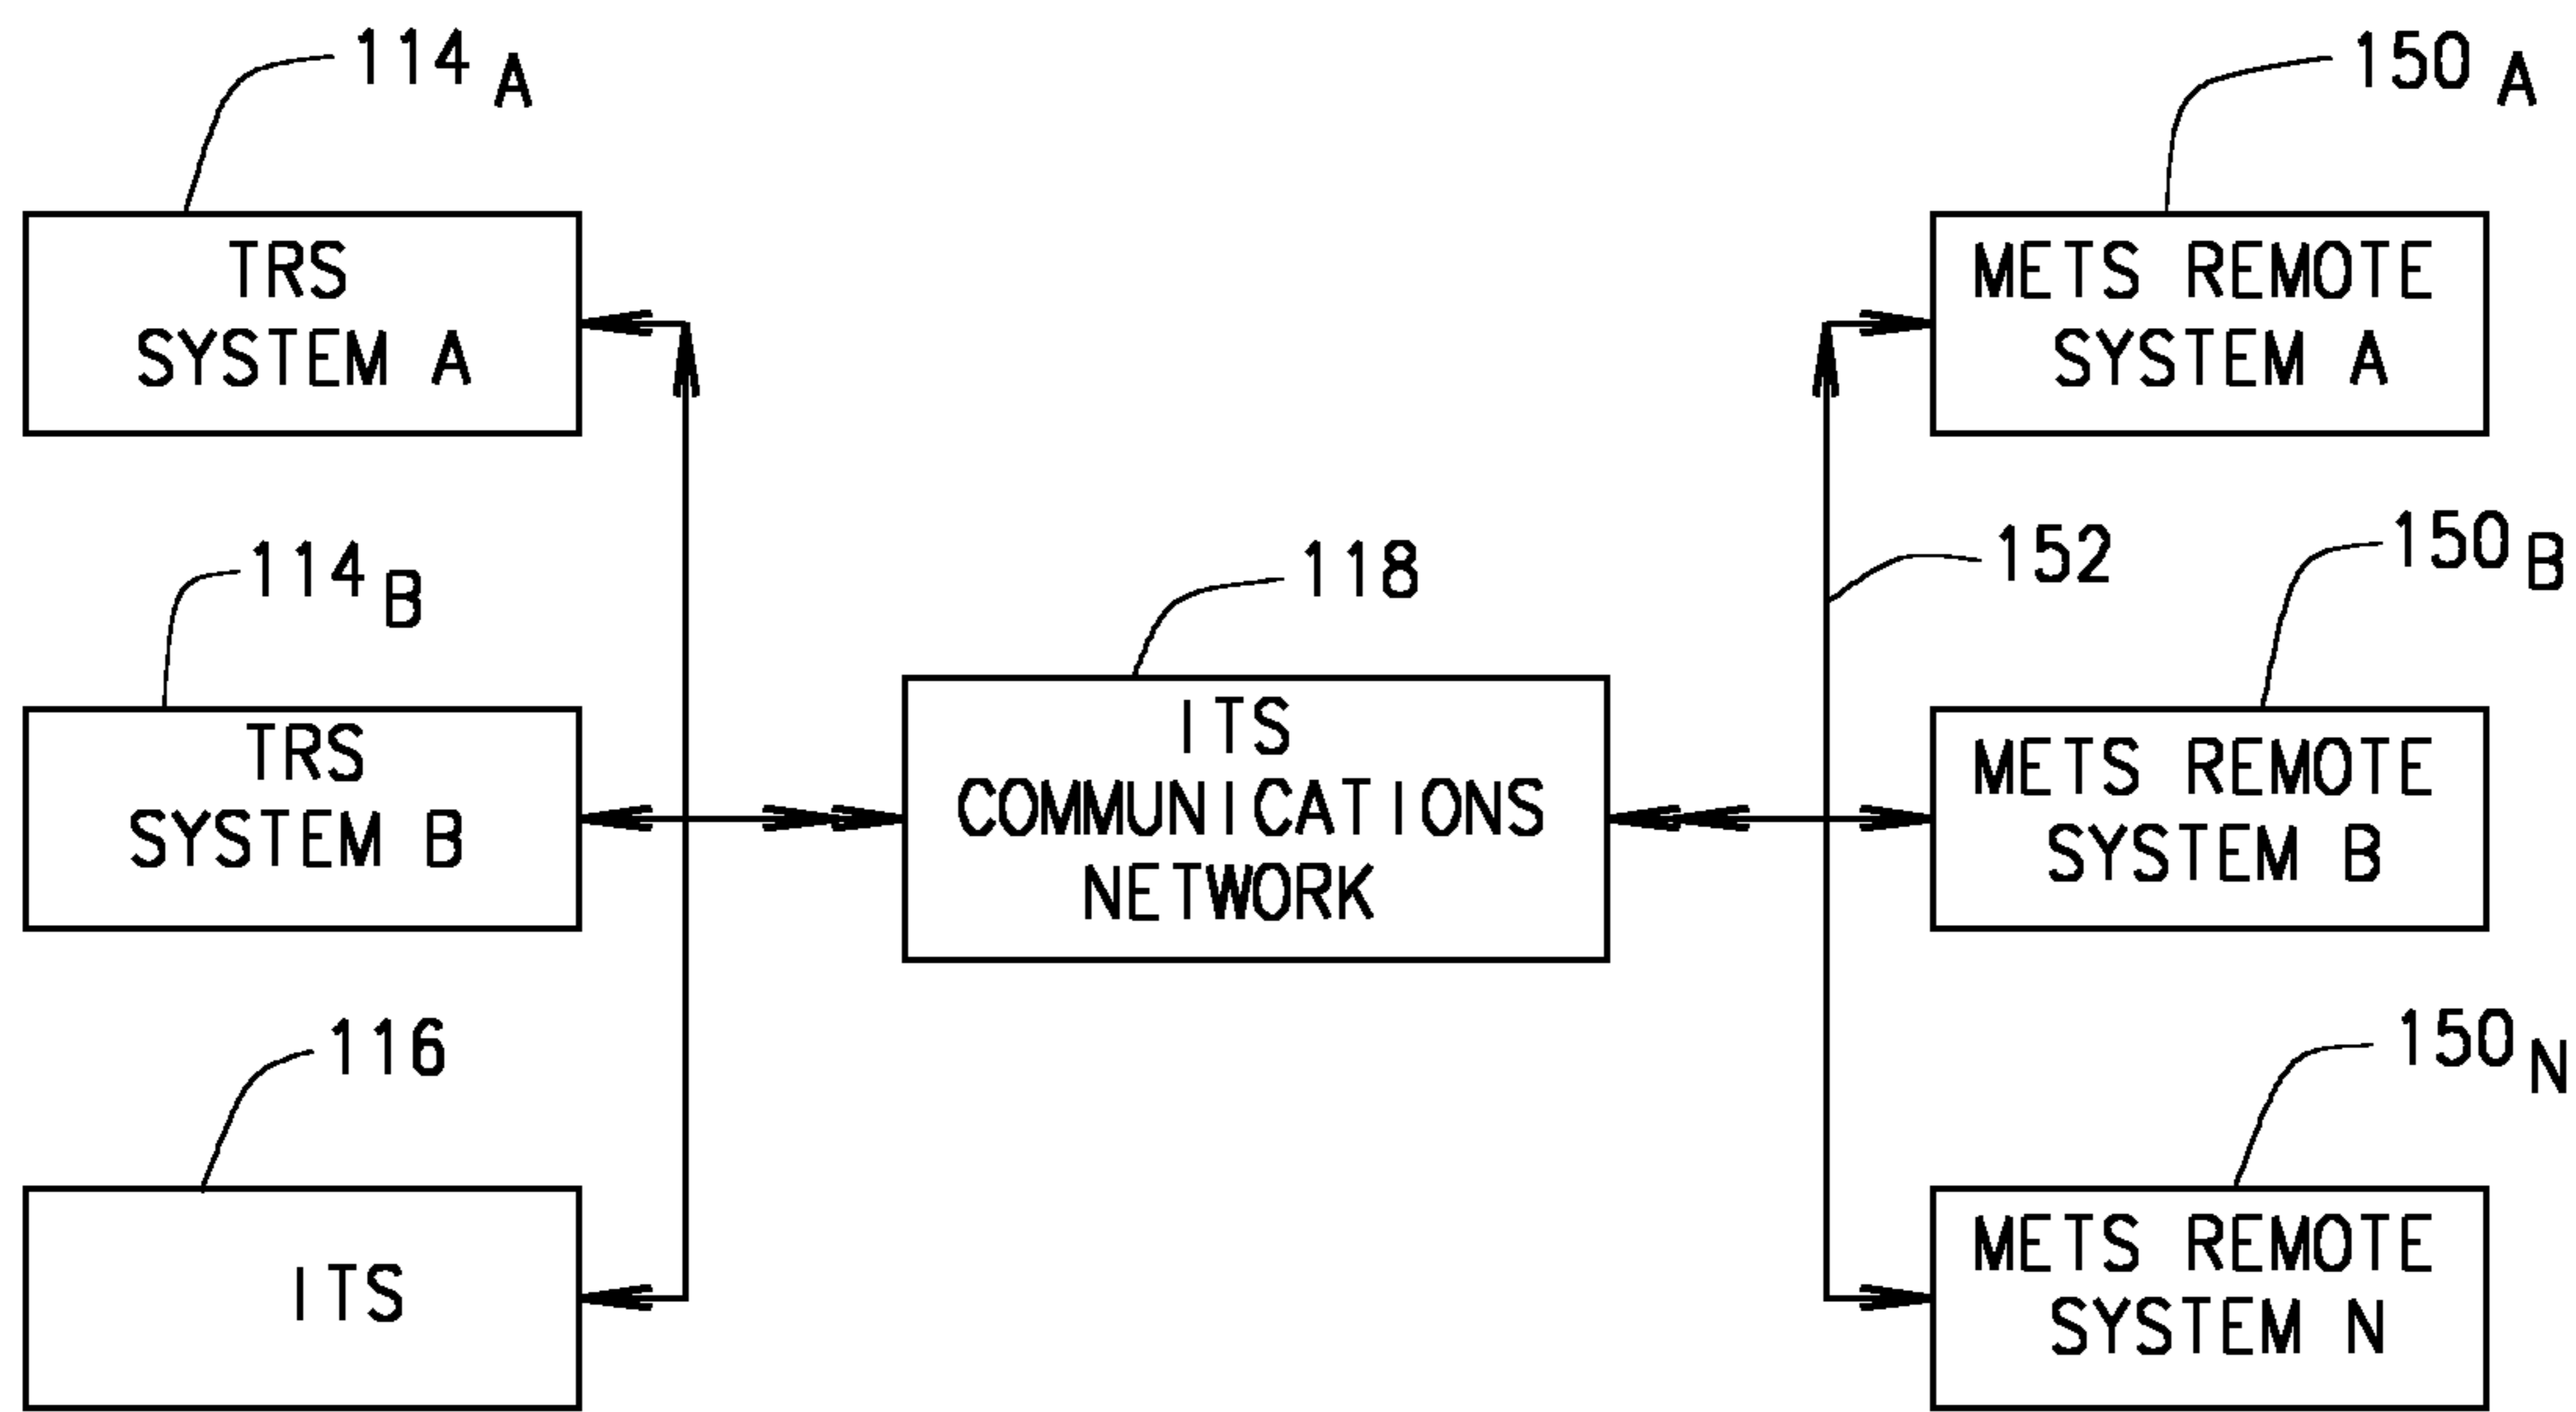 114 A
150 A
TRS
SYSTEM A
METS REMOTE
SYSTEM A
114 B
118
152
150 B
TRS
SYSTEM B
ITS
COMMUNICATIONS
NETWORK
METS REMOTE
SYSTEM B
116
150 N
ITS
METS REMOTE
SYSTEM N